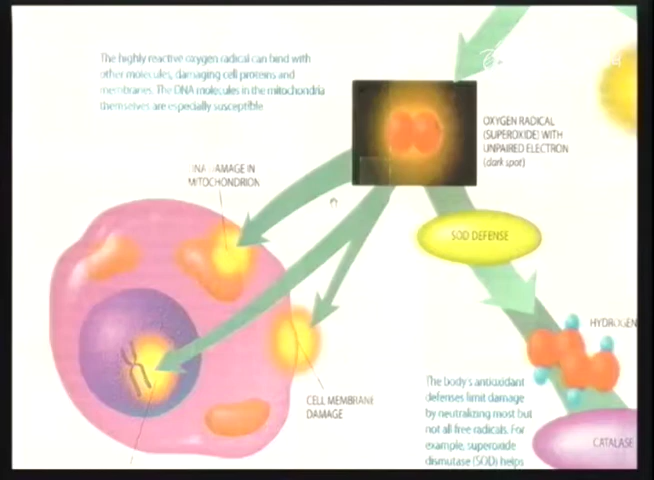 The highly reactive oxygen radical can bind with
other molecules, damaging cell proteins and
membranes. The DNA molecules in the mitochondria
themselves are especially susceptible
OXYGEN RADICAL
(SUPEROXIDE) WITH
UNPAIRED ELECTRON
(dark spot)
DAMAGE IN
MITOCHONDRION
SOD DEFENSE
HYDROGEN
CELL MEMBRANE
DAMAGE
The body's antioxidant
defenses limit damage
by neutralizing most but
not all free radicals. For
example, superoxide
dismutase (SOD) helps
CATALASE